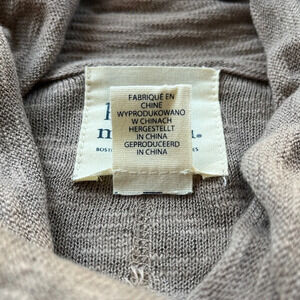 FABRIQUÉ EN
CHINE
WYPRODUKOWANO
W CHINACH
HERGESTELLT
IN CHINA
GEPRODUCEERD
IN CHINA